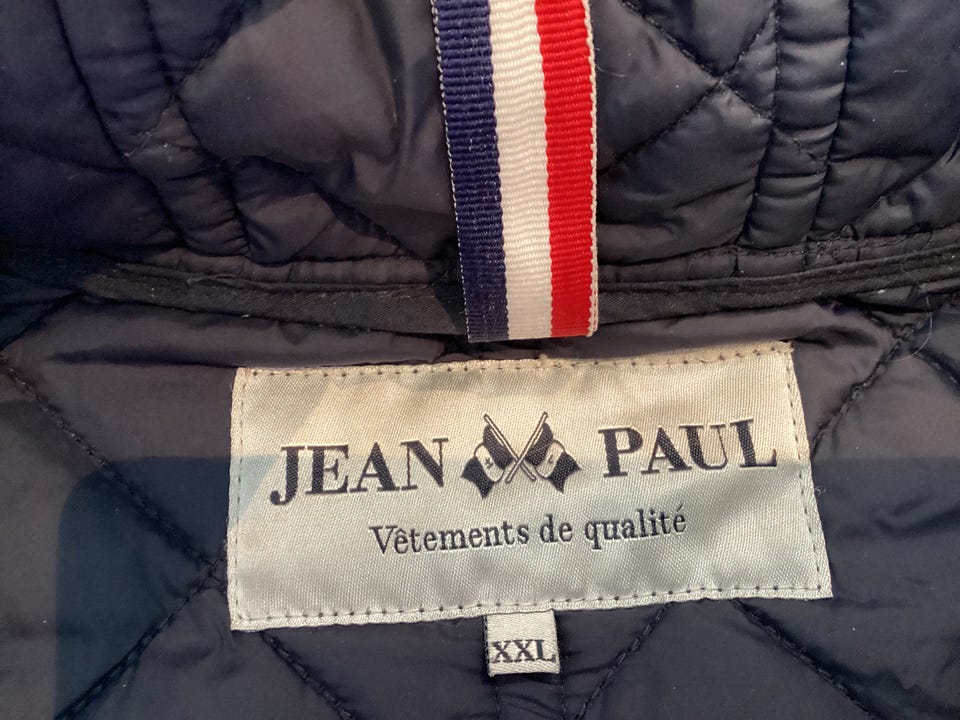 JEAN PAUL
Vêtements de qualité
XXL